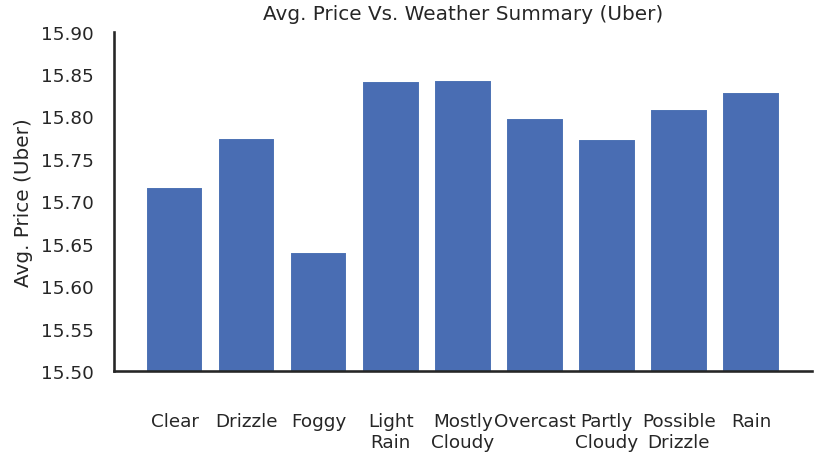 Avg. Price Vs. Weather Summary (Uber)
Avg. Price (Uber)
15.90
15.85
15.80
15.75
15.70
15.65
15.60
15.55
15.50
Clear Drizzle Foggy Light Mostly Overcast Partly Possible Rain
Rain Cloudy Cloudy Drizzle